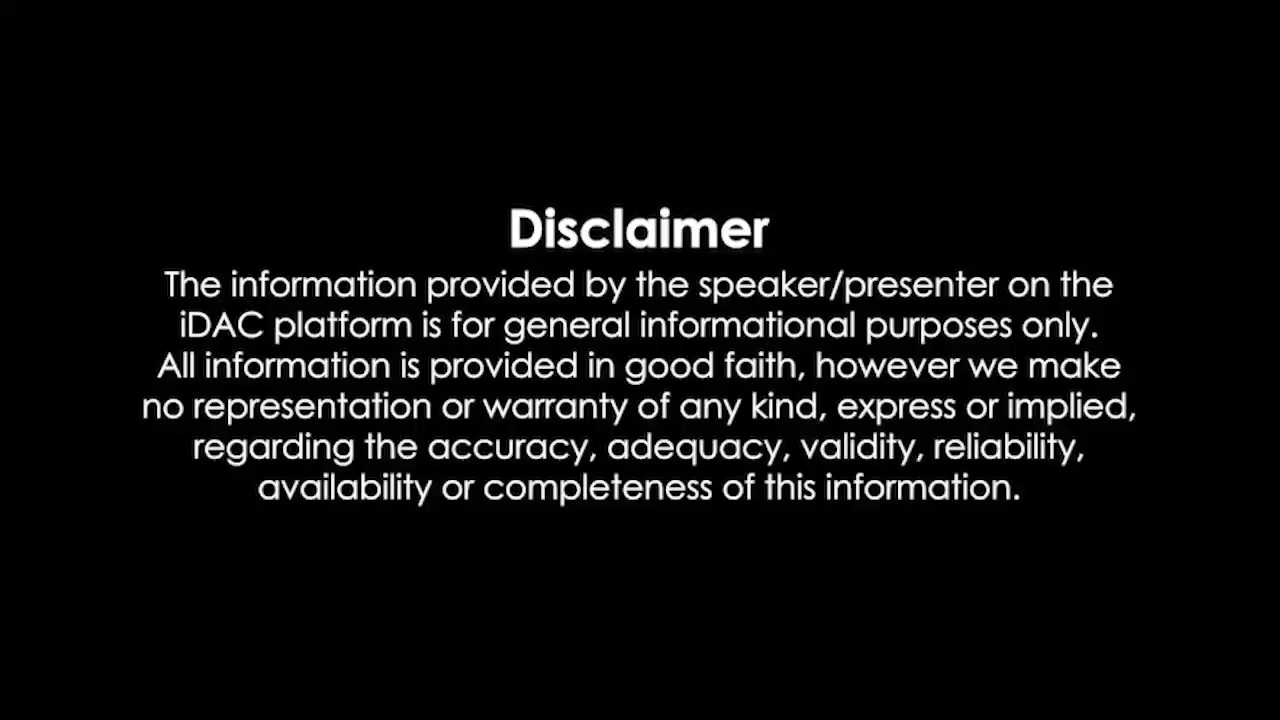 Disclaimer
The information provided by the speaker/presenter on the
iDAC platform is for general informational purposes only.
All information is provided in good faith, however we make
no representation or warranty of any kind, express or implied,
regarding the accuracy, adequacy, validity, reliability,
availability or completeness of this information.